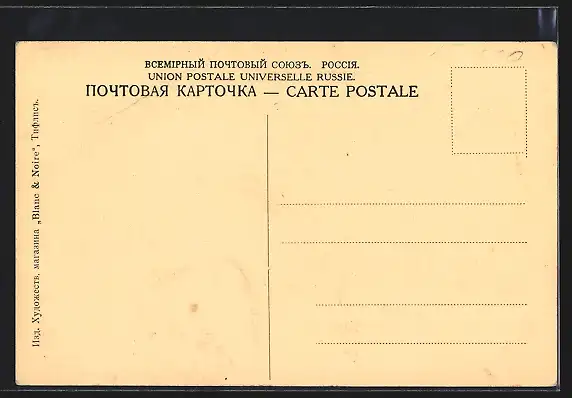 ВСЕМІРНЫЙ ПОЧТОВЫЙ СОЮЗЪ. РОССІЯ.
UNION POSTALE UNIVERSELLE RUSSIE.
ПОЧТОВАЯ КАРТОЧКА — CARTE POSTALE
Изд. Художеств. магазина „Blanc & Noire", Тифлисъ.